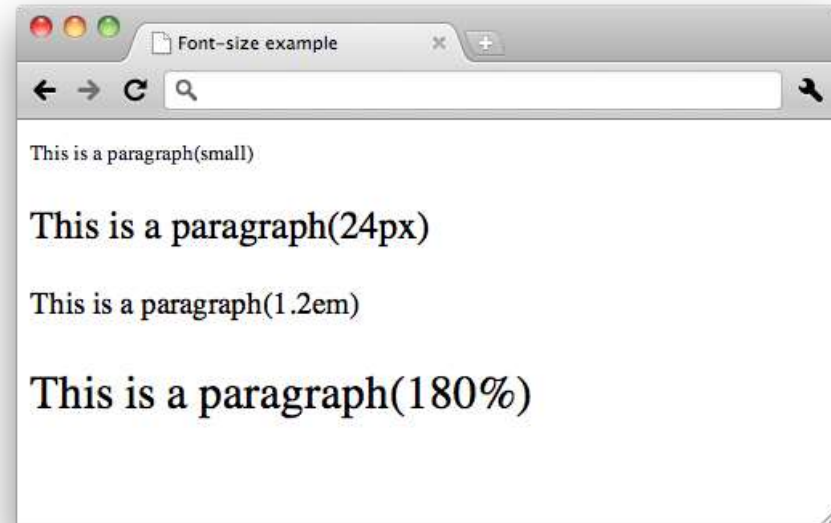 Font-size example
This is a paragraph(small)
This is a paragraph(24px)
This is a paragraph(1.2em)
This is a paragraph(180%)